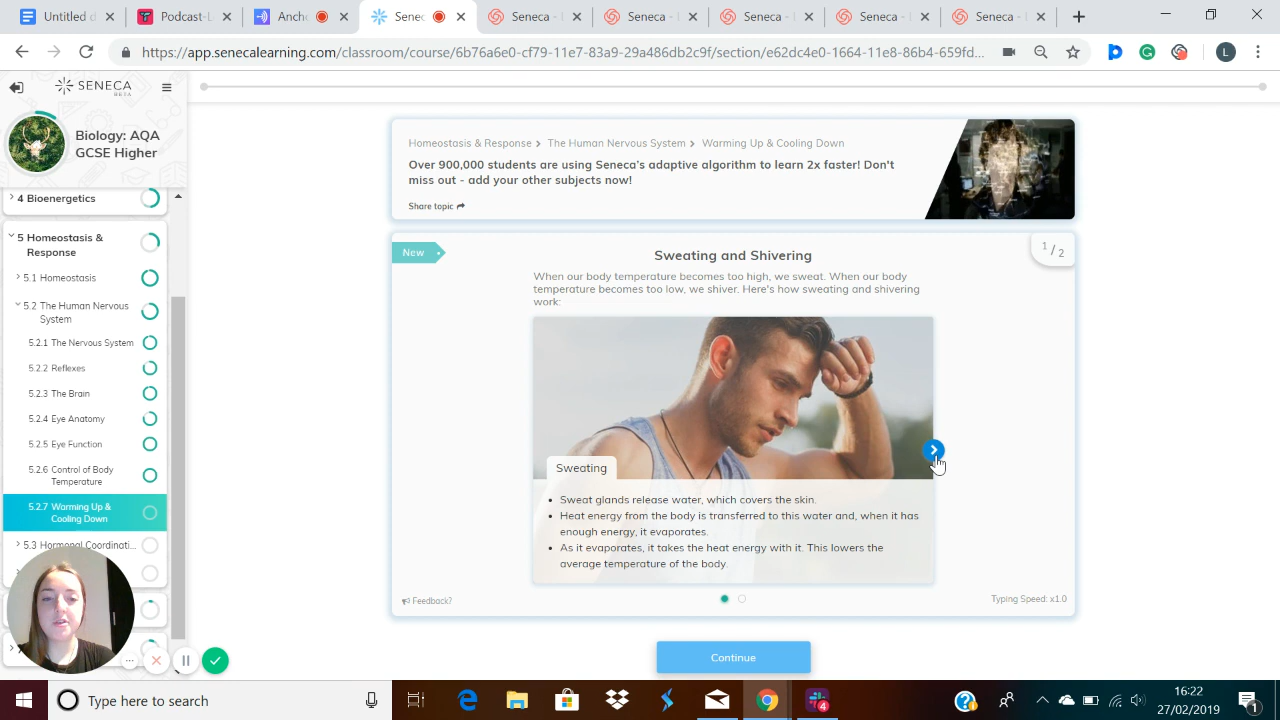 Untitled d
Podcast-L
Ancho
Senec
Seneca - L
Seneca - L
Seneca - L
Seneca - L
Seneca - L
https://app.senecalearning.com/classroom/course/6b76a6e0-cf79-11e7-83a9-29a486db2c9f/section/e62dc4e0-1664-11e8-86b4-659fd...
L
SENECA
BETA
Biology: AQA
GCSE Higher
4 Bioenergetics
5 Homeostasis &
Response
5.1 Homeostasis
5.2 The Human Nervous
System
5.2.1 The Nervous System
5.2.2 Reflexes
5.2.3 The Brain
5.2.4 Eye Anatomy
5.2.5 Eye Function
5.2.6 Control of Body
Temperature
5.2.7 Warming Up &
Cooling Down
5.3 Hormonal Coordinati...
Homeostasis & Response > The Human Nervous System > Warming Up & Cooling Down
Over 900,000 students are using Seneca's adaptive algorithm to learn 2x faster! Don't
miss out - add your other subjects now!
Share topic
New
1 / 2
Sweating and Shivering
When our body temperature becomes too high, we sweat. When our body
temperature becomes too low, we shiver. Here's how sweating and shivering
work:
Sweating
• Sweat glands release water, which covers the skin.
• Heat energy from the body is transferred to this water and, when it has
enough energy, it evaporates.
• As it evaporates, it takes the heat energy with it. This lowers the
average temperature of the body.
Feedback?
Typing Speed: x1.0
Continue
Type here to search
4
16:22
27/02/2019
1